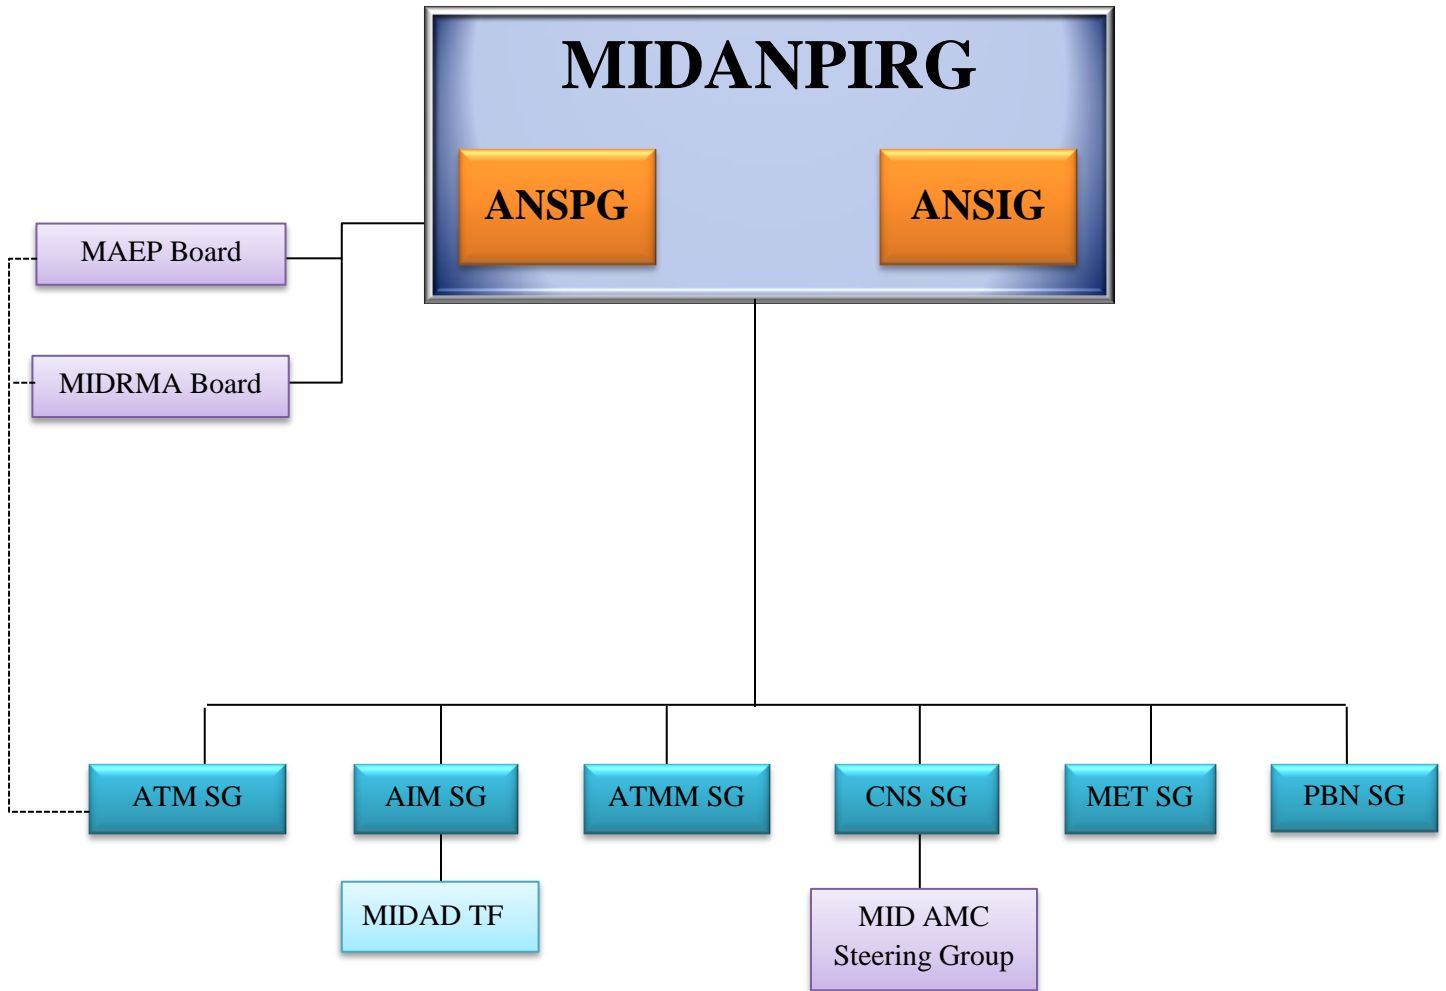 MIDANPIRG
ANSPG
ANSIG
MAEP Board
MIDRMA Board
ATM SG
AIM SG
ATMM SG
CNS SG
MET SG
PBN SG
MIDAD TF
MID AMC
Steering Group